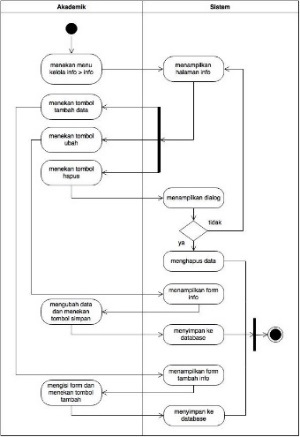 Akademik
Sistem
menekan menu
kelola info > info
menampilkan
halaman info
menekan tombol
tambah data
menekan tombol
ubah
menekan tombol
hapus
menampilkan dialog
tidak
ya
menghapus data
menampilkan form
info
mengubah data
dan menekan
tombol simpan
menyimpan ke
database
menampilkan form
tambah info
mengisi form dan
menekan tombol
tambah
menyimpan ke
database